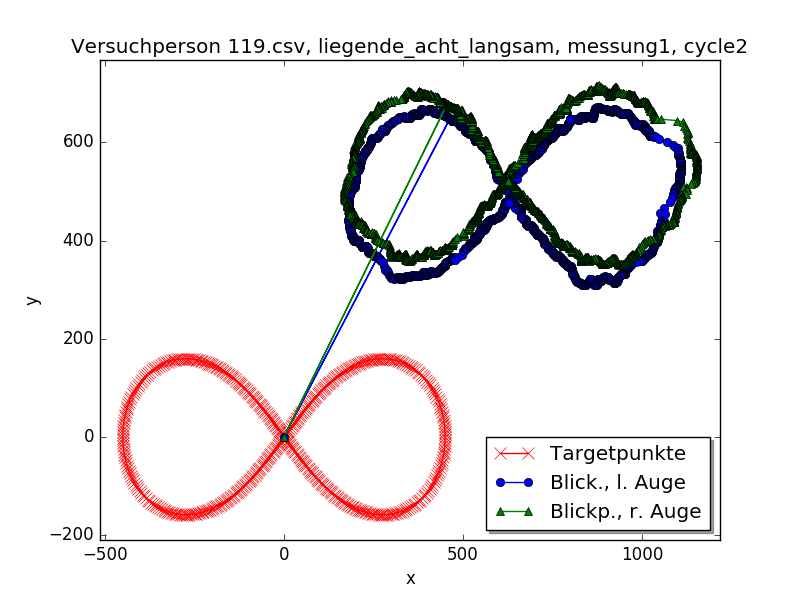 Versuchperson 119.csv, liegende_acht_langsam, messung1, cycle2
y
600
400
200
0
−200
−500
0
500
1000
x
Targetpunkte
Blick., l. Auge
Blickp., r. Auge